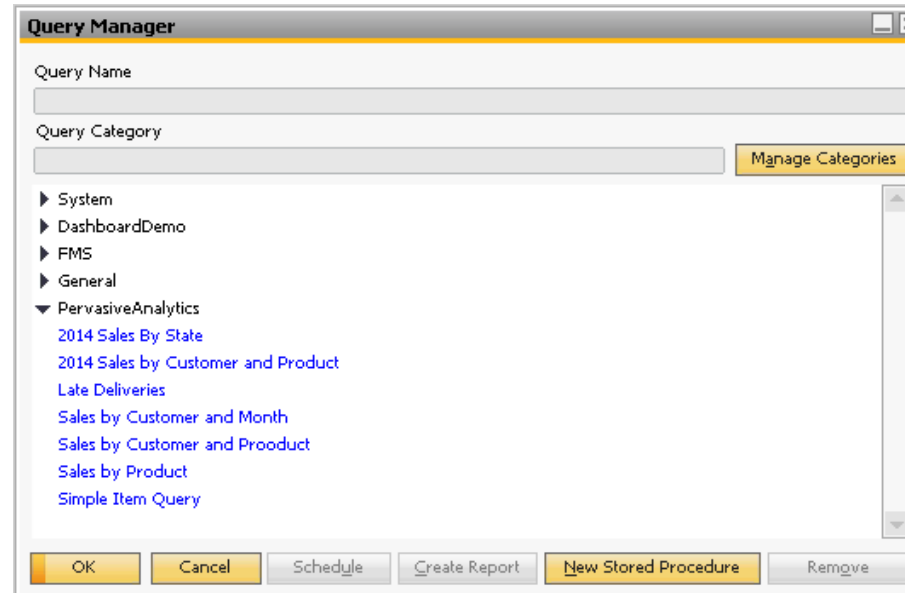 Query Manager
Query Name
Query Category
Manage Categories
System
DashboardDemo
FMS
General
PervasiveAnalytics
2014 Sales By State
2014 Sales by Customer and Product
Late Deliveries
Sales by Customer and Month
Sales by Customer and Prooduct
Sales by Product
Simple Item Query
OK Cancel Schedule Create Report New Stored Procedure Remove